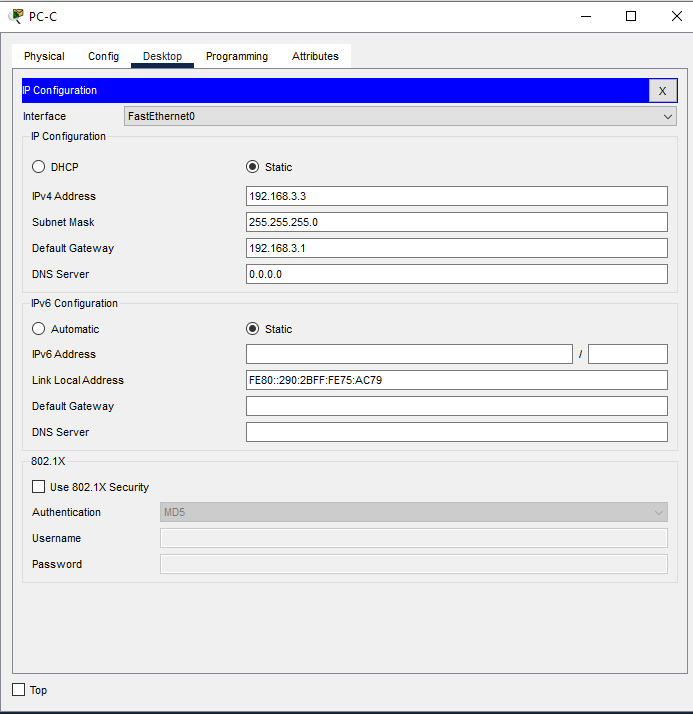 PC-C
Physical Config Desktop Programming Attributes
IP Configuration X
Interface FastEthernet0
IP Configuration
DHCP Static
IPv4 Address 192.168.3.3
Subnet Mask 255.255.255.0
Default Gateway 192.168.3.1
DNS Server 0.0.0.0
IPv6 Configuration
Automatic Static
IPv6 Address /
Link Local Address FE80::290:2BFF:FE75:AC79
Default Gateway
DNS Server
802.1X
Use 802.1X Security
Authentication MD5
Username
Password
Top